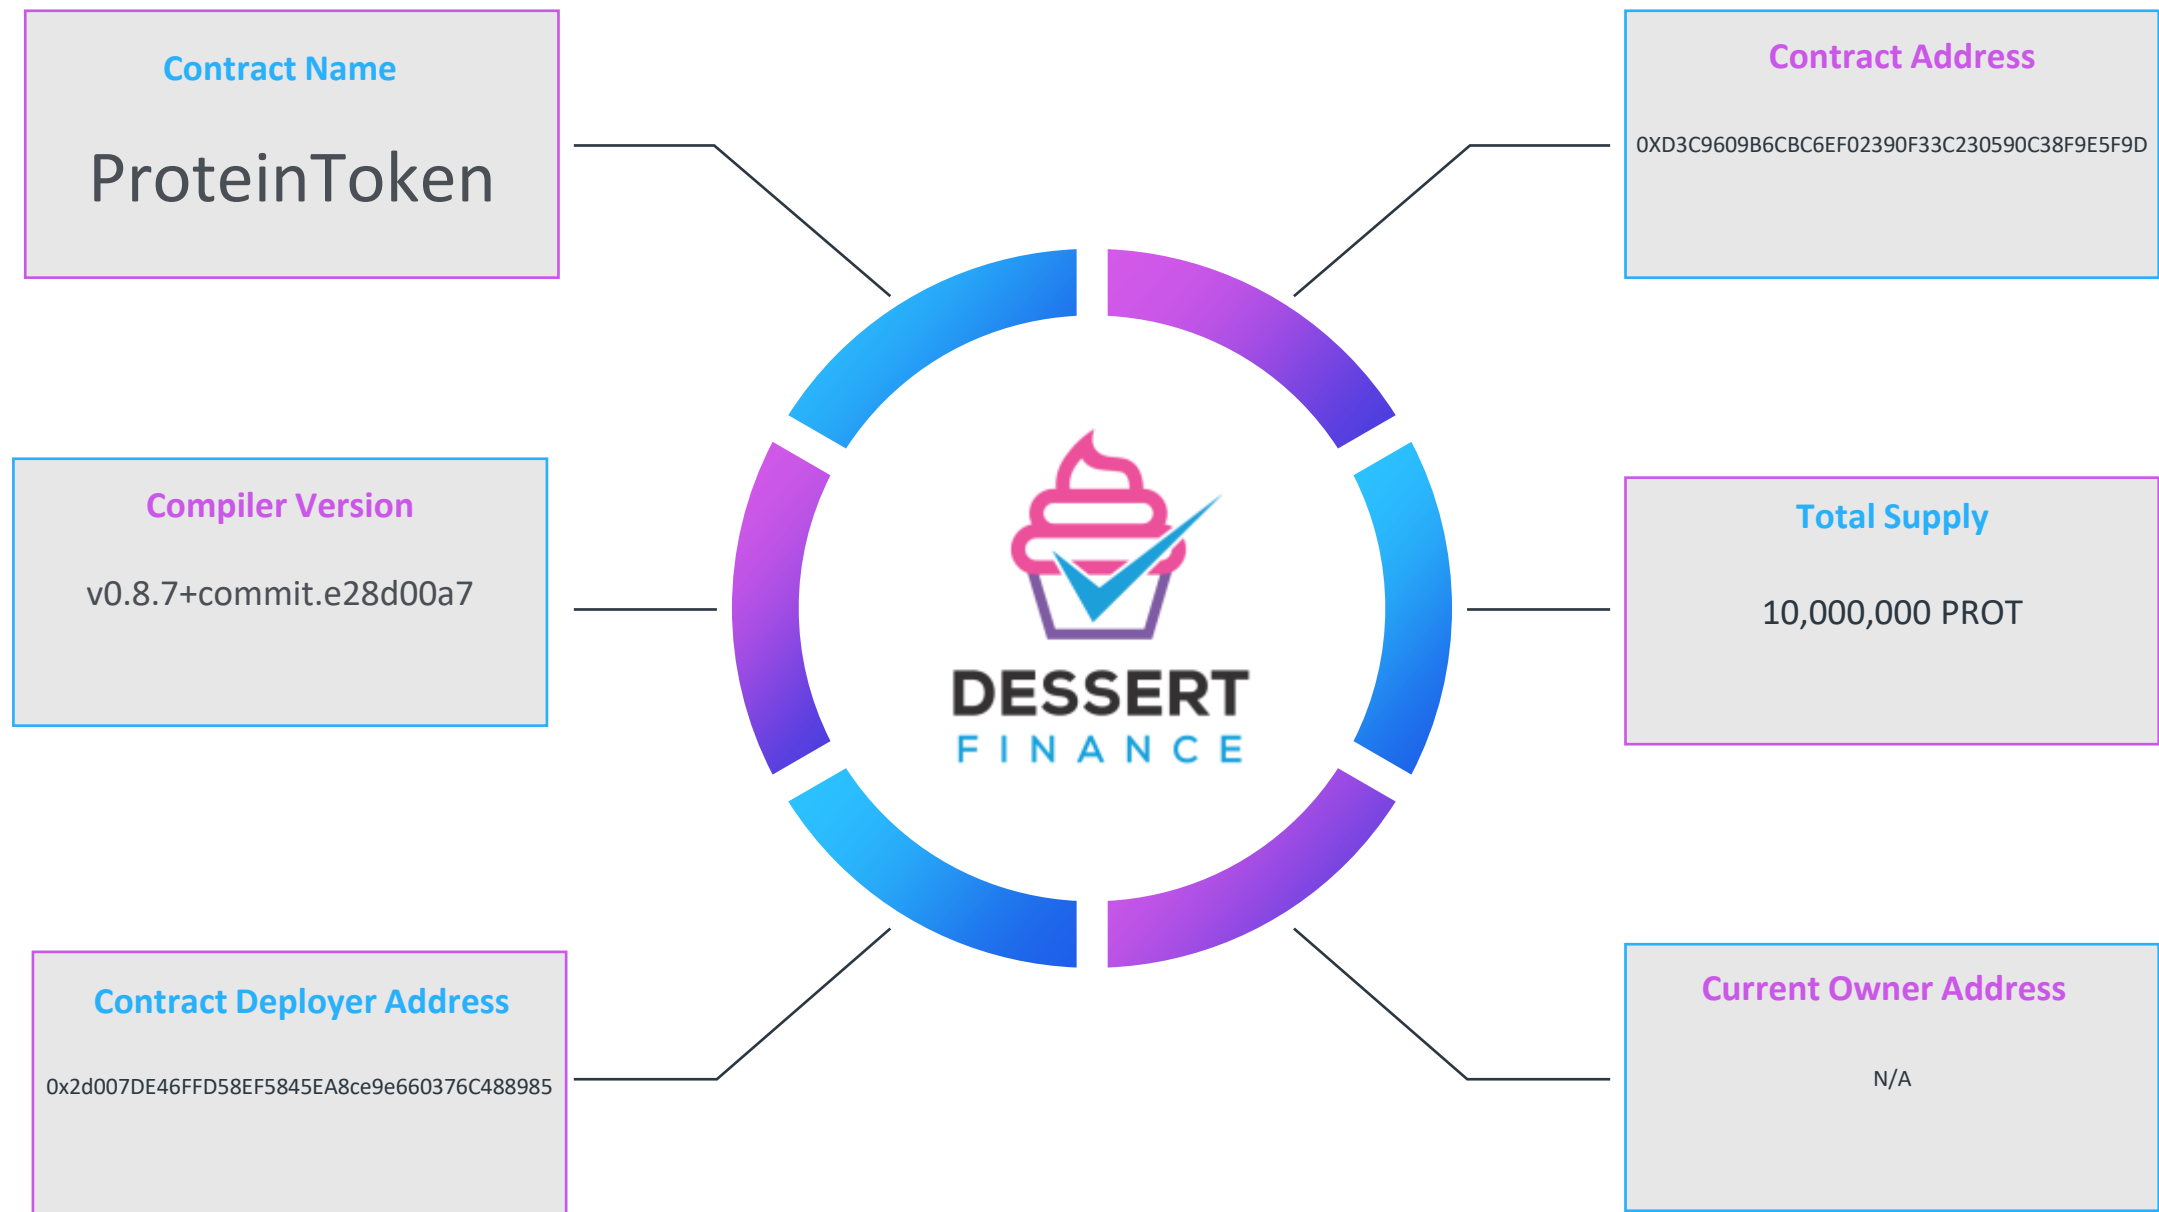 Contract Name
ProteinToken
Contract Address
0XD3C9609B6CBC6EF02390F33C230590C38F9E5F9D
Compiler Version
v0.8.7+commit.e28d00a7
DESSERT
FINANCE
Total Supply
10,000,000 PROT
Contract Deployer Address
0x2d007DE46FFD58EF5845EA8ce9e660376C488985
Current Owner Address
N/A